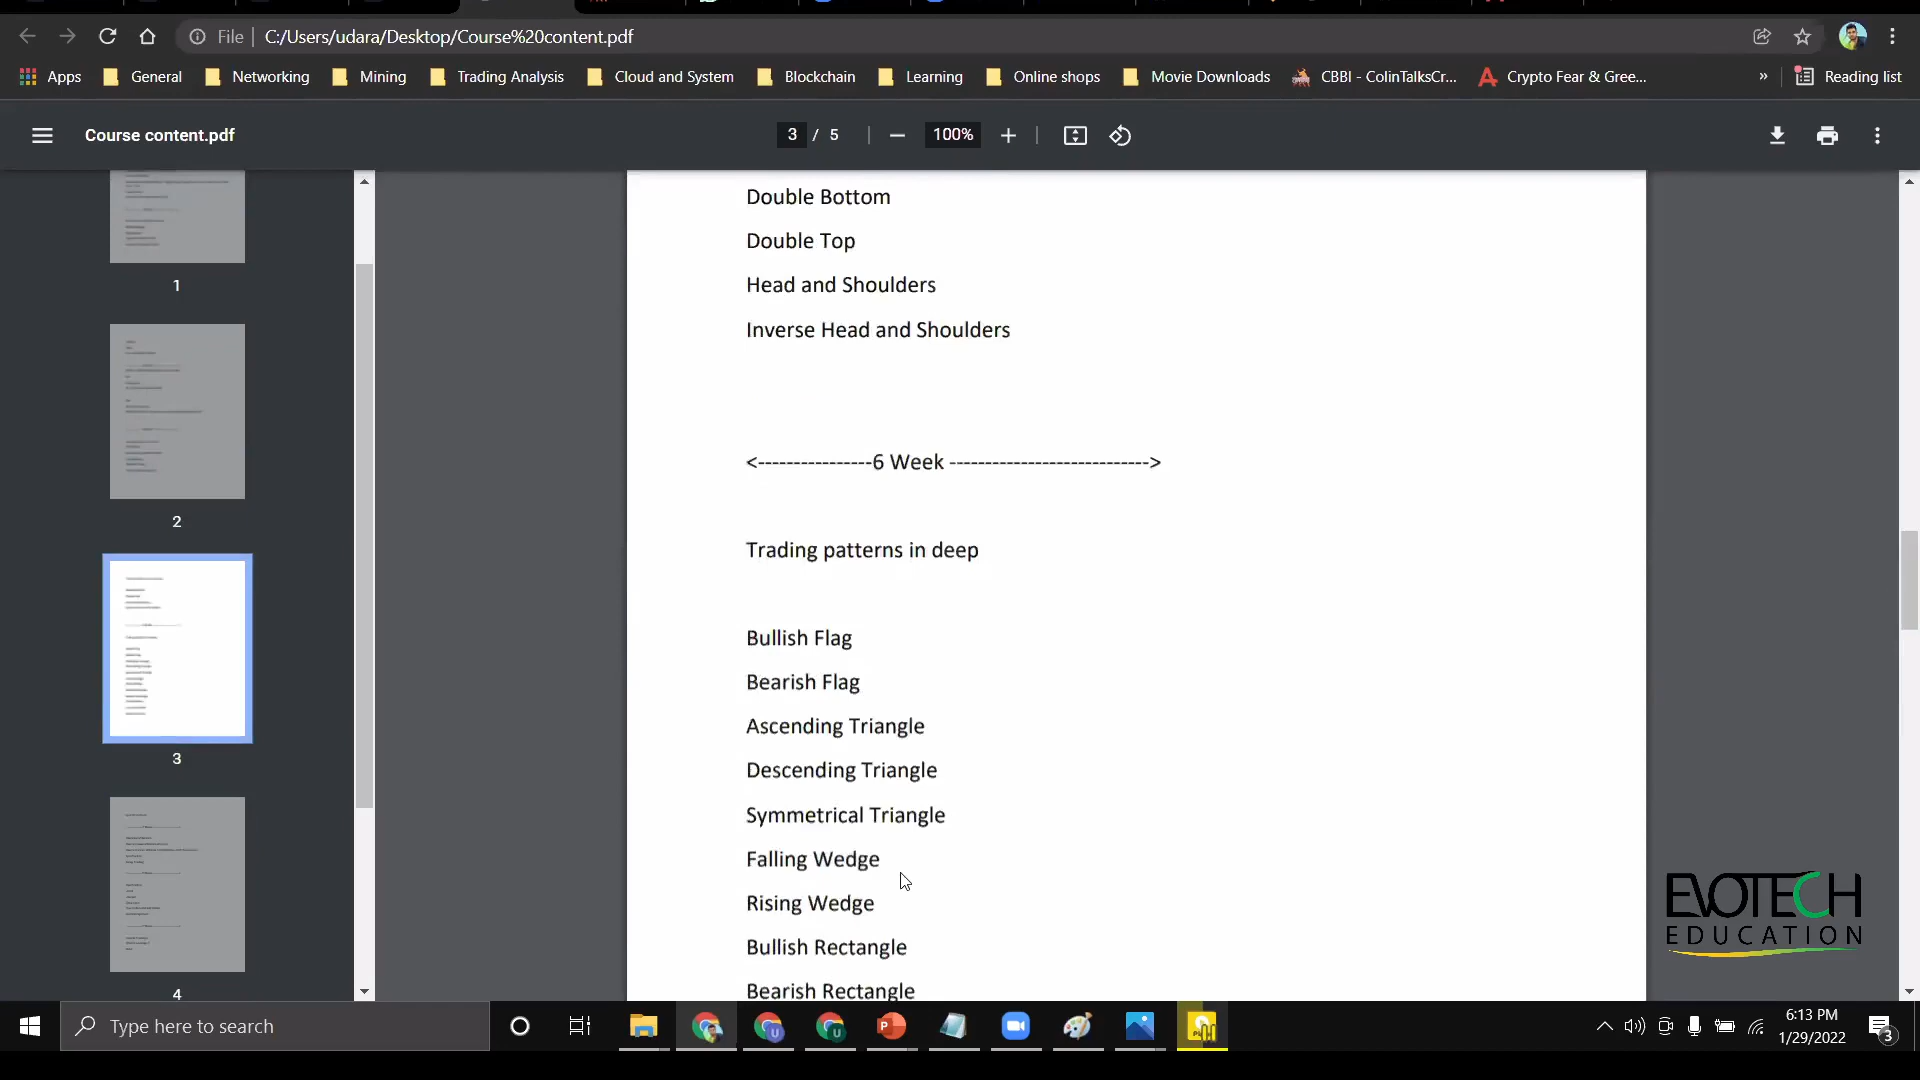 File | C:/Users/udara/Desktop/Course%20content.pdf
Apps General Networking Mining Trading Analysis Cloud and System Blockchain Learning Online shops Movie Downloads CBBI - ColinTalksCr... Crypto Fear & Gree... » Reading list
Course content.pdf 3 / 5 100%
1
2
3
4
Double Bottom
Double Top
Head and Shoulders
Inverse Head and Shoulders
<----------------6 Week ---------------------------->
Trading patterns in deep
Bullish Flag
Bearish Flag
Ascending Triangle
Descending Triangle
Symmetrical Triangle
Falling Wedge
Rising Wedge
Bullish Rectangle
Bearish Rectangle
EVOTECH
EDUCATION
Type here to search
6:13 PM
1/29/2022
3